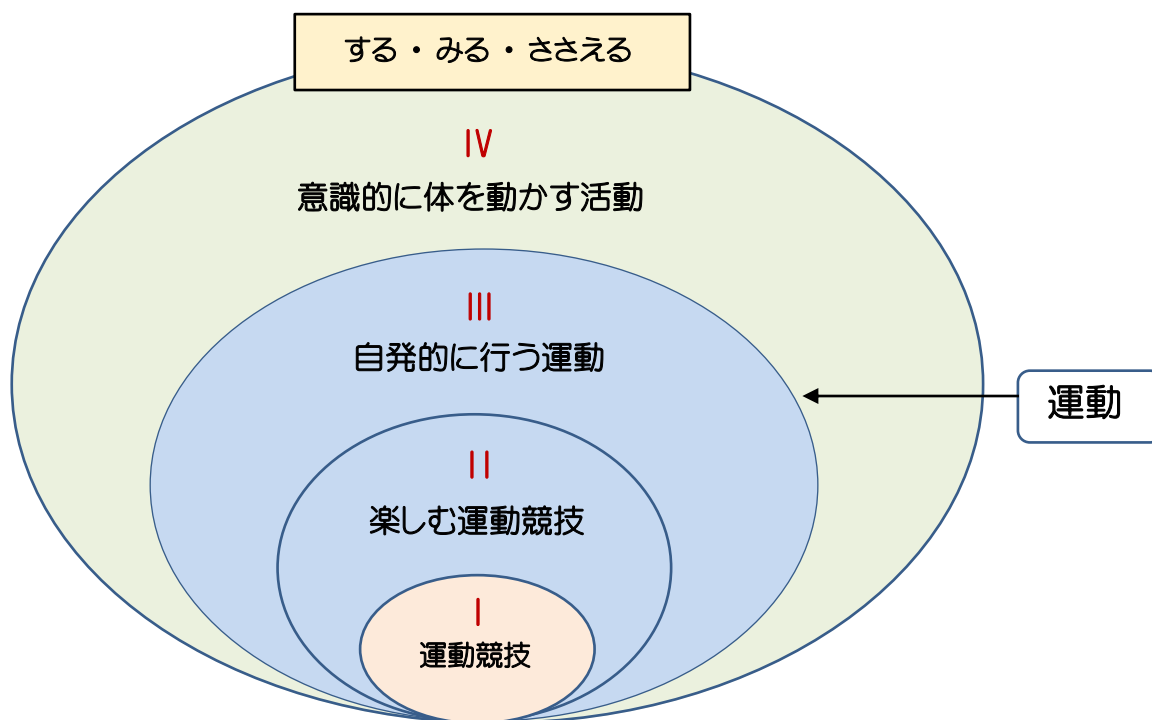 する・みる・ささえる
Ⅳ
意識的に体を動かす活動
Ⅲ
自発的に行う運動
運動
Ⅱ
楽しむ運動競技
Ⅰ
運動競技